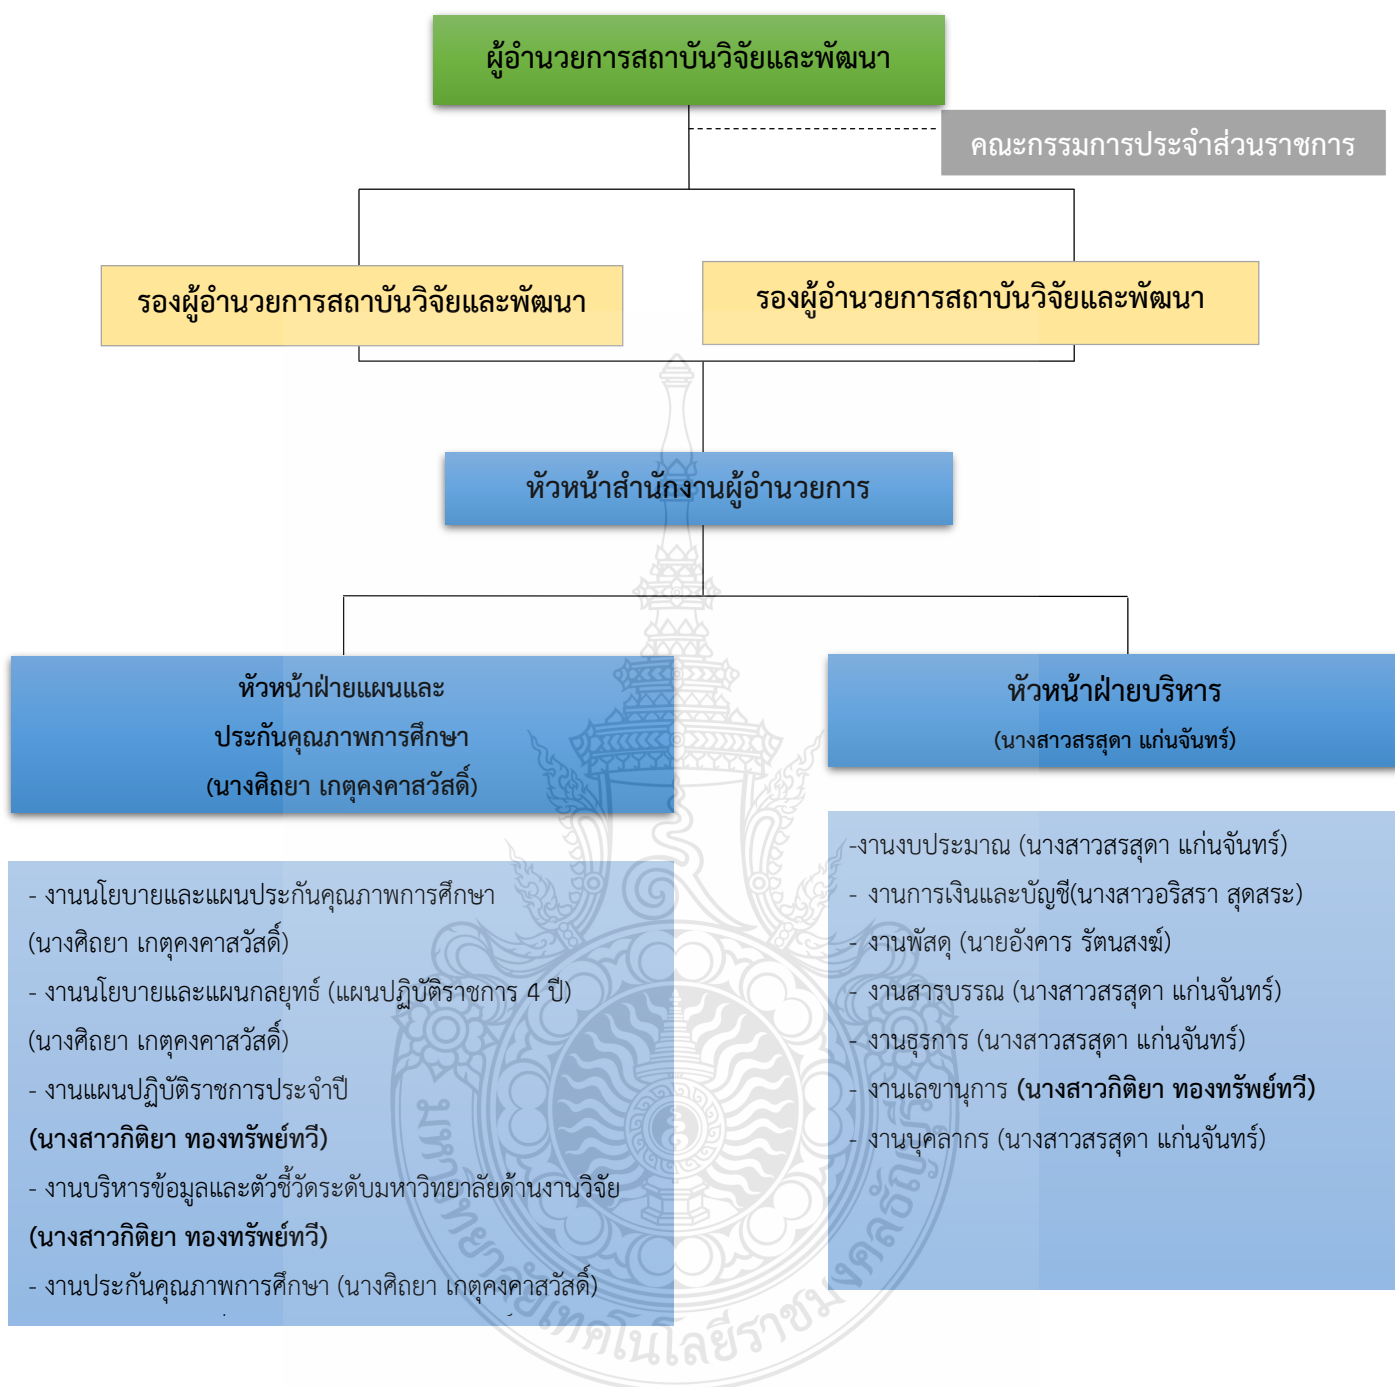 ผู้อำนวยการสถาบันวิจัยและพัฒนา
คณะกรรมการประจำส่วนราชการ
รองผู้อำนวยการสถาบันวิจัยและพัฒนา
รองผู้อำนวยการสถาบันวิจัยและพัฒนา
หัวหน้าสำนักงานผู้อำนวยการ
หัวหน้าฝ่ายแผนและ
ประกันคุณภาพการศึกษา
(นางศิถยา เกตุคงคาสวัสดิ์)
- งานนโยบายและแผนประกันคุณภาพการศึกษา
(นางศิถยา เกตุคงคาสวัสดิ์)
- งานนโยบายและแผนกลยุทธ์ (แผนปฏิบัติราชการ 4 ปี)
(นางศิถยา เกตุคงคาสวัสดิ์)
- งานแผนปฏิบัติราชการประจำปี
(นางสาวกิติยา ทองทรัพย์ทวี)
- งานบริหารข้อมูลและตัวชี้วัดระดับมหาวิทยาลัยด้านงานวิจัย
(นางสาวกิติยา ทองทรัพย์ทวี)
- งานประกันคุณภาพการศึกษา (นางศิถยา เกตุคงคาสวัสดิ์)
หัวหน้าฝ่ายบริหาร
(นางสาวสรสุดา แก่นจันทร์)
-งานงบประมาณ (นางสาวสรสุดา แก่นจันทร์)
- งานการเงินและบัญชี(นางสาวอริสรา สุดสระ)
- งานพัสดุ (นายอังคาร รัตนสงฆ์)
- งานสารบรรณ (นางสาวสรสุดา แก่นจันทร์)
- งานธุรการ (นางสาวสรสุดา แก่นจันทร์)
- งานเลขานุการ (นางสาวกิติยา ทองทรัพย์ทวี)
- งานบุคลากร (นางสาวสรสุดา แก่นจันทร์)
มหาวิทยาลัยเทคโนโลยีราชมงคลธัญบุรี